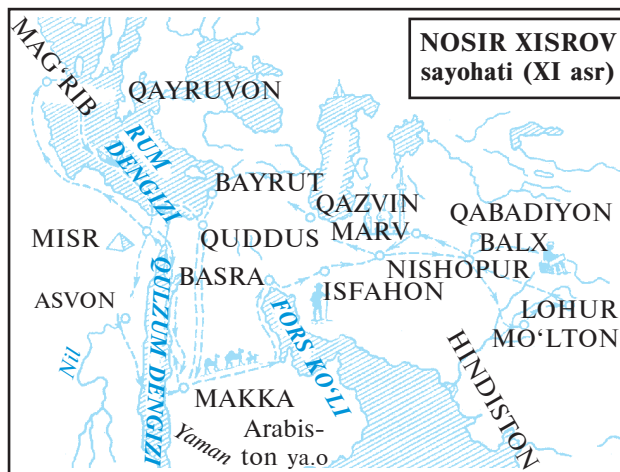 NOSIR XISROV
sayohati (XI asr)
MAG‘RIB
QAYRUVON
RUM
DENGIZI
BAYRUT
QAZVIN
MARV
QABADIYON
BALX
MISR
QUDDUS
NISHOPUR
BASRA
ISFAHON
ASVON
LOHUR
MO‘LTON
Nil
QULZUM DENGIZI
FORS KO‘LI
HINDISTON
MAKKA
Yaman
Arabis-
ton ya.o